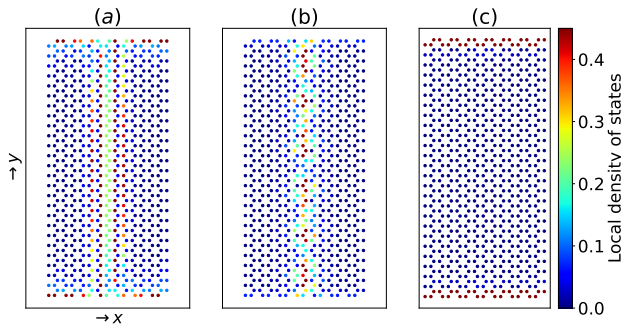 (a) (b) (c)
0.4
0.3
0.2
0.1
0.0
Local density of states
→ y
→ x